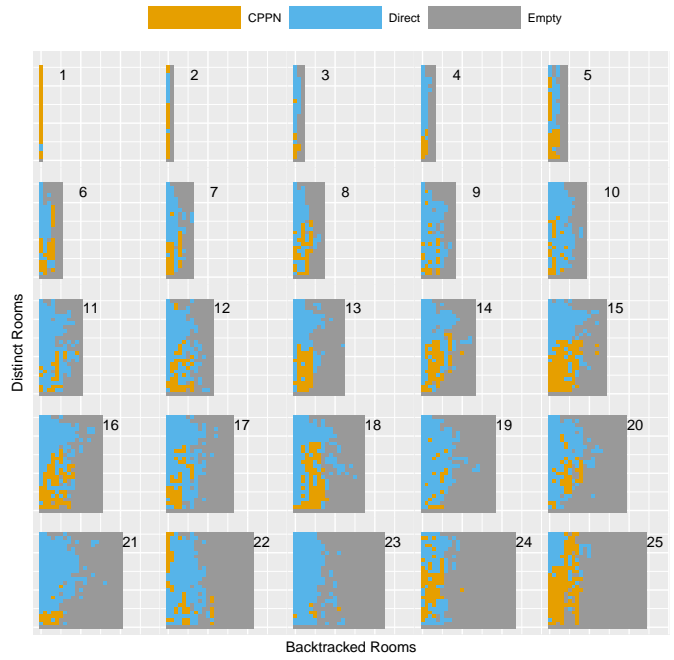 CPPN Direct Empty
1 2 3 4 5
6 7 8 9 10
11 12 13 14 15
16 17 18 19 20
21 22 23 24 25
Distinct Rooms
Backtracked Rooms